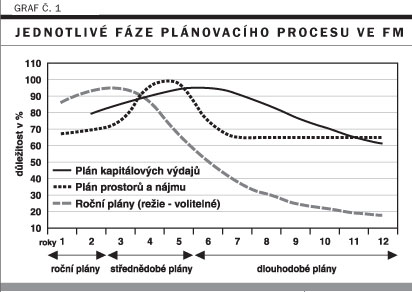 GRAF Č. 1
JEDNOTLIVÉ FÁZE PLÁNOVACÍHO PROCESU VE FM
důležitost v %
110
100
90
80
70
60
50
40
30
20
10
Plán kapitálových výdajů
Plán prostorů a nájmu
Roční plány (režie - volitelné)
roky 1 2 3 4 5 6 7 8 9 10 11 12
roční plány střednědobé plány dlouhodobé plány